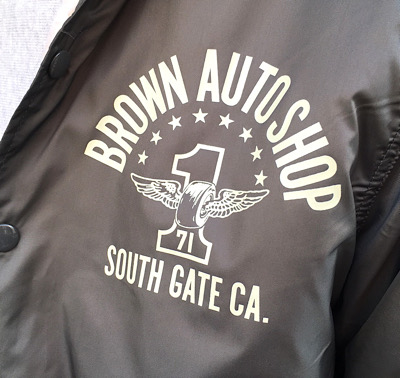 BROWN AUTO SHOP
1
71
SOUTH GATE CA.